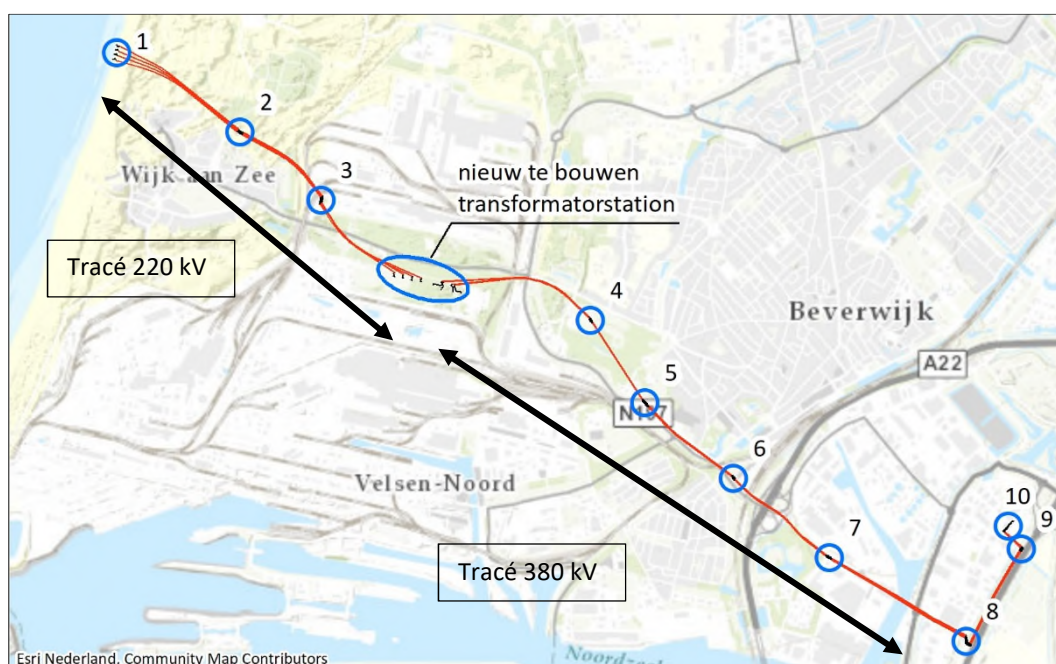 1
2
Wijk aan Zee
3
nieuw te bouwen
transformatorstation
Tracé 220 kV
4
Beverwijk
A22
5
N197
6
Velsen-Noord
10
9
7
Tracé 380 kV
8
Esri Nederland, Community Map Contributors